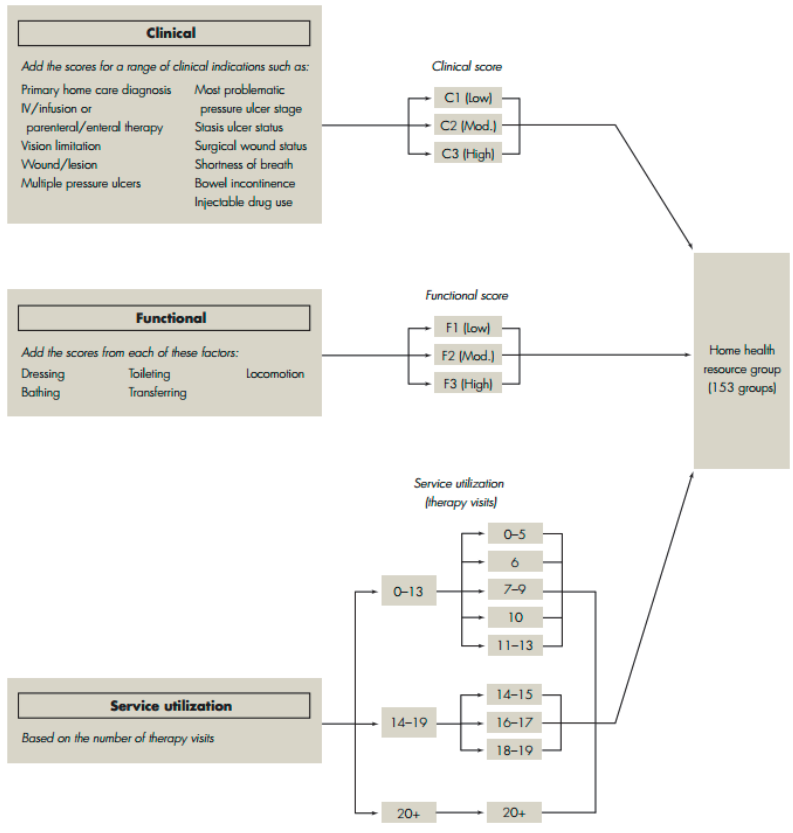 Clinical
Add the scores for a range of clinical indications such as:
Primary home care diagnosis
IV/infusion or
parenteral/enteral therapy
Vision limitation
Wound/lesion
Multiple pressure ulcers
Most problematic
pressure ulcer stage
Stasis ulcer status
Surgical wound status
Shortness of breath
Bowel incontinence
Injectable drug use
Clinical score
C1 (Low)
C2 (Mod.)
C3 (High)
Functional
Add the scores from each of these factors:
Dressing
Bathing
Toileting
Transferring
Locomotion
Functional score
F1 (Low)
F2 (Mod.)
F3 (High)
Home health
resource group
(153 groups)
Service utilization
Based on the number of therapy visits
Service utilization
(therapy visits)
0–13
0–5
6
7–9
10
11–13
14–19
14–15
16–17
18–19
20+
20+